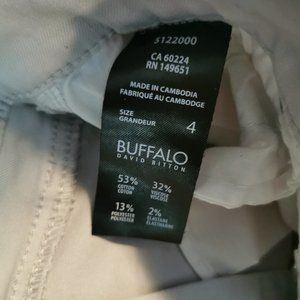 5122000
CA 60224
RN 149651
MADE IN CAMBODIA
FABRIQUÉ AU CAMBODGE
SIZE
GRANDEUR
4
BUFFALO
DAVID BITTON
53%
COTTON
COTON
32%
VISCOSE
VISCOSE
13%
POLYESTER
POLYESTER
2%
ELASTANE
ELASTHANNE